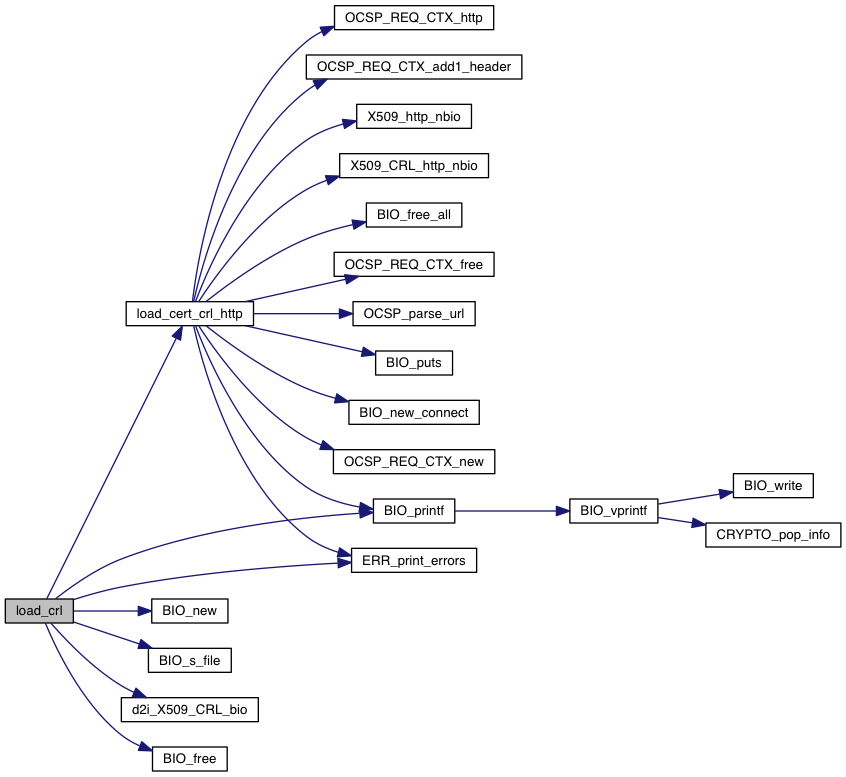 OCSP_REQ_CTX_http
OCSP_REQ_CTX_add1_header
X509_http_nbio
X509_CRL_http_nbio
BIO_free_all
OCSP_REQ_CTX_free
load_cert_crl_http
OCSP_parse_url
BIO_puts
BIO_new_connect
OCSP_REQ_CTX_new
BIO_write
BIO_printf
BIO_vprintf
CRYPTO_pop_info
ERR_print_errors
load_crl
BIO_new
BIO_s_file
d2i_X509_CRL_bio
BIO_free